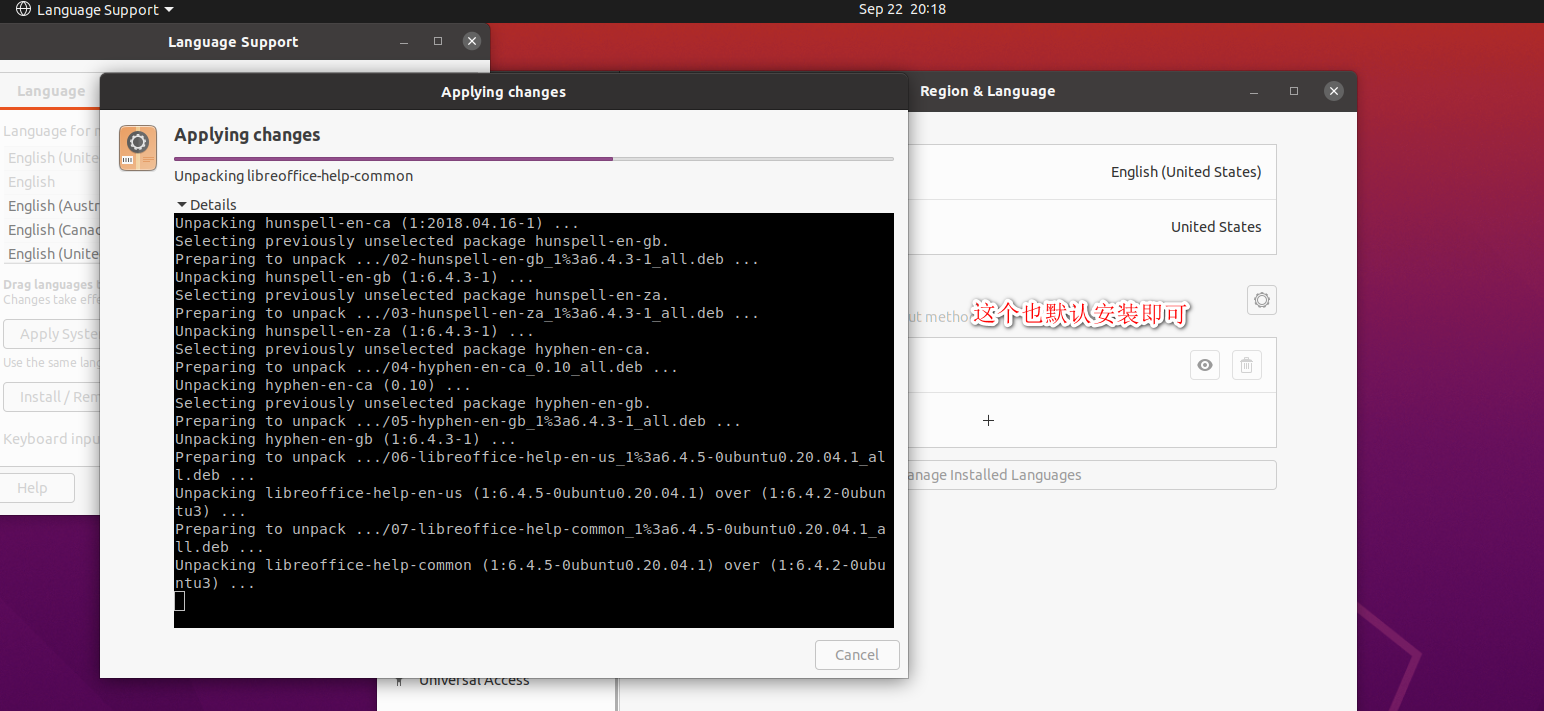 Language Support
Sep 22 20:18
Language Support
Applying changes
Region & Language
Language
Applying changes
Language for
English (United States)
Unpacking libreoffice-help-common
English (Unite
English
Details
English (Austr
English (Canac
English (Unite
United States
Unpacking hunspell-en-ca (1:2018.04.16-1) ...
Selecting previously unselected package hunspell-en-gb.
Preparing to unpack .../02-hunspell-en-gb_1%3a6.4.3-1_all.deb ...
Unpacking hunspell-en-gb (1:6.4.3-1) ...
Selecting previously unselected package hunspell-en-za.
Preparing to unpack .../03-hunspell-en-za_1%3a6.4.3-1_all.deb ...
Unpacking hunspell-en-za (1:6.4.3-1) ...
Selecting previously unselected package hyphen-en-ca.
Preparing to unpack .../04-hyphen-en-ca_0.10_all.deb ...
Unpacking hyphen-en-ca (0.10) ...
Selecting previously unselected package hyphen-en-gb.
Preparing to unpack .../05-hyphen-en-gb_1%3a6.4.3-1_all.deb ...
Unpacking hyphen-en-gb (1:6.4.3-1) ...
Preparing to unpack .../06-libreoffice-help-en-us_1%3a6.4.5-0ubuntu0.20.04.1_al
l.deb ...
Unpacking libreoffice-help-en-us (1:6.4.5-0ubuntu0.20.04.1) over (1:6.4.2-0ubun
tu3) ...
Preparing to unpack .../07-libreoffice-help-common_1%3a6.4.5-0ubuntu0.20.04.1_a
ll.deb ...
Unpacking libreoffice-help-common (1:6.4.5-0ubuntu0.20.04.1) over (1:6.4.2-0ubu
ntu3) ...
Drag languages t
Changes take effe
Apply Syste
Use the same lang
Install / Rem
Keyboard inpu
Help
ut metho
这个也默认安装即可
anage Installed Languages
Cancel
Universal Access